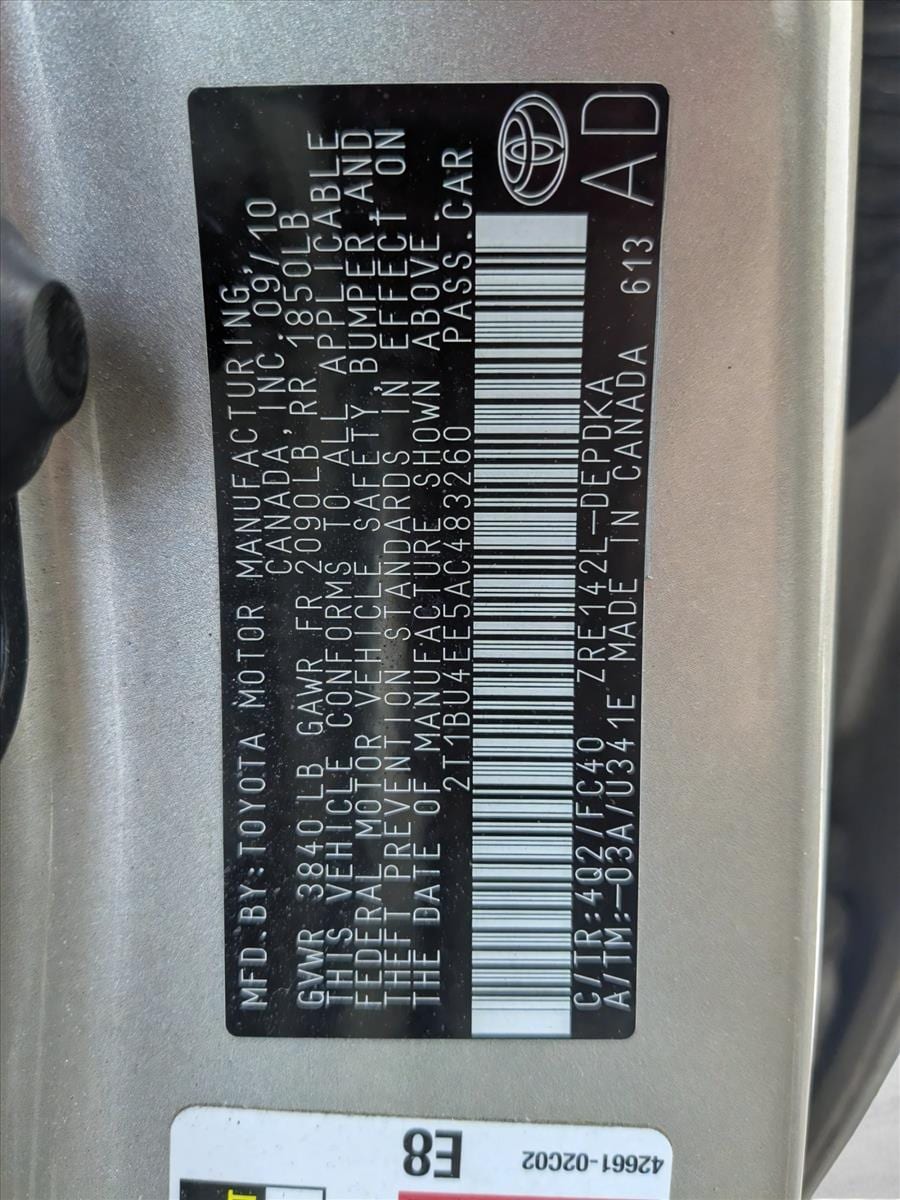 MFD.BY:TOYOTA MOTOR MANUFACTURING,
CANADA, INC. 09/10
GVWR 3840 LB GAWR FR 2090LB, RR 1850LB
THIS VEHICLE CONFORMS TO ALL APPLICABLE
FEDERAL MOTOR VEHICLE SAFETY, BUMPER AND
THEFT PREVENTION STANDARDS IN EFFECT ON
THE DATE OF MANUFACTURE SHOWN ABOVE.
2T1BU4EE5AC483260 PASS.CAR
C/TR:4Q2/FC40 ZRE142L-DEPDKA
A/TM:-03A/U341E MADE IN CANADA 613 AD
E8
42661-02C02